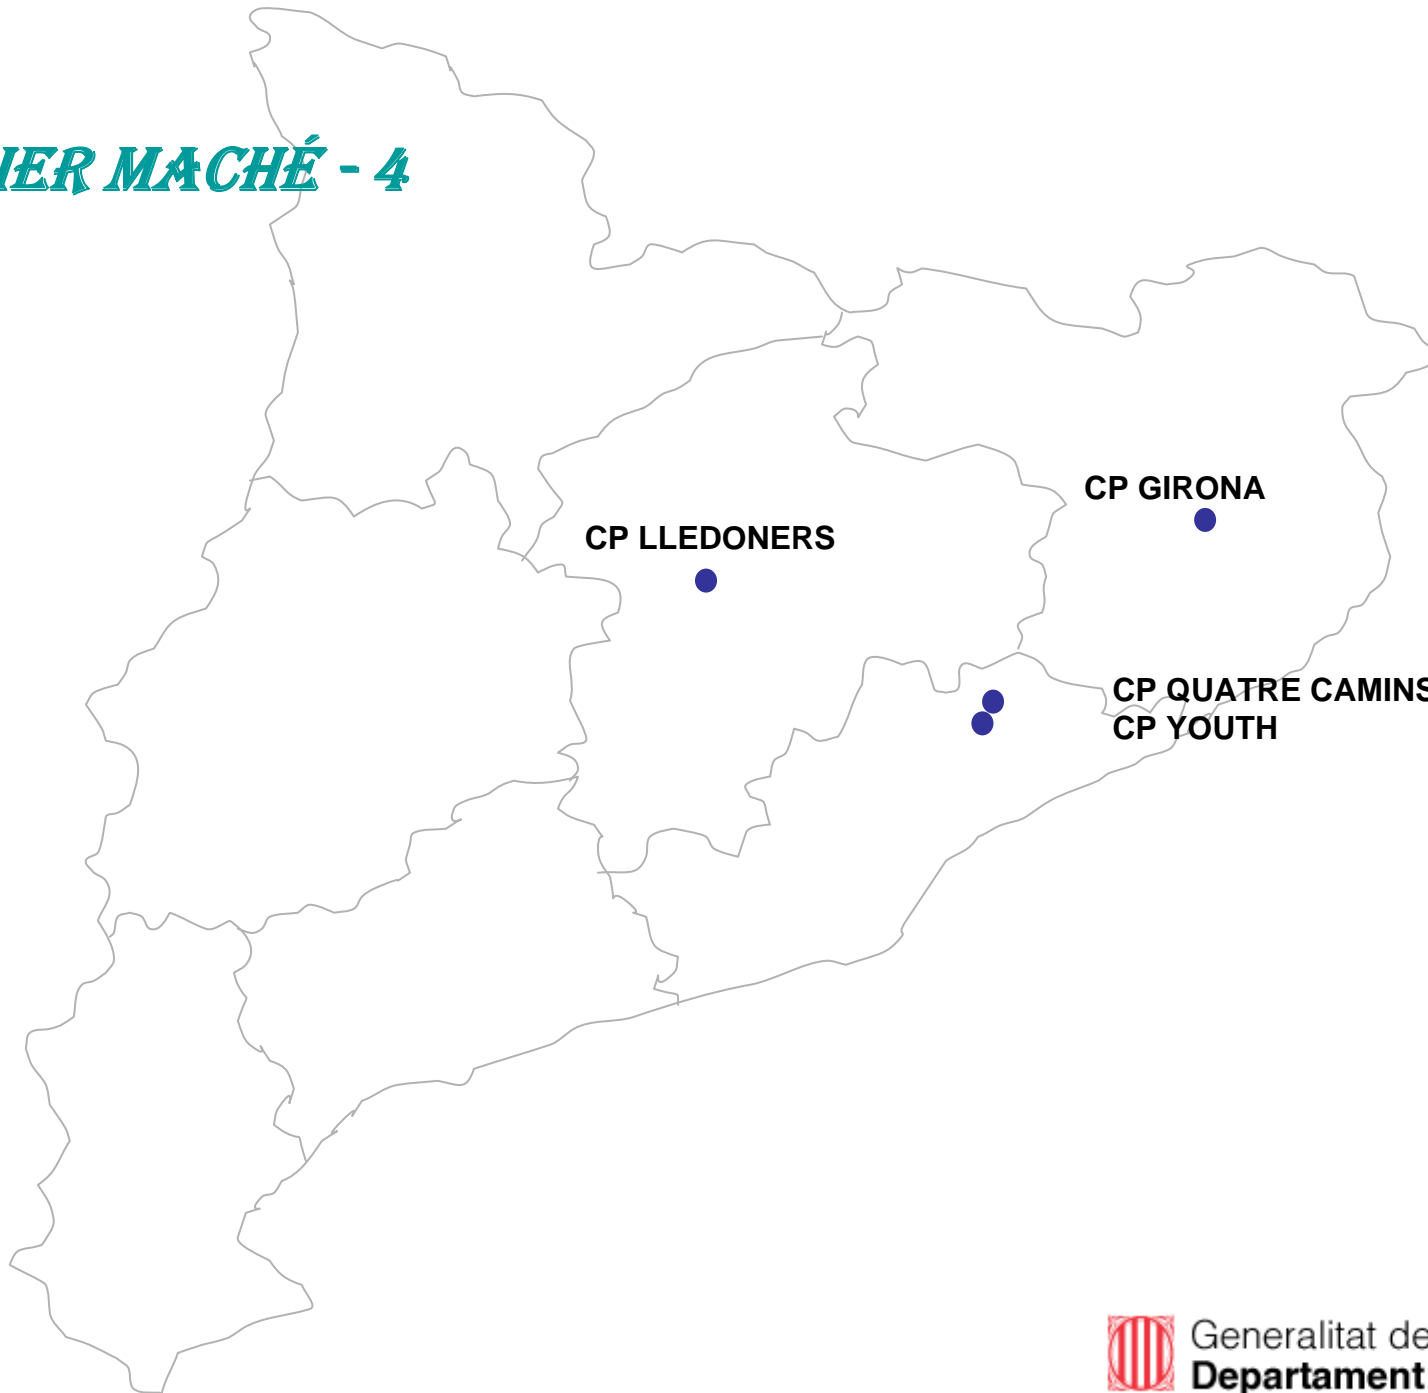 IER MACHÉ - 4
CP GIRONA
CP LLEDONERS
CP QUATRE CAMINS
CP YOUTH
Generalitat de
Departament